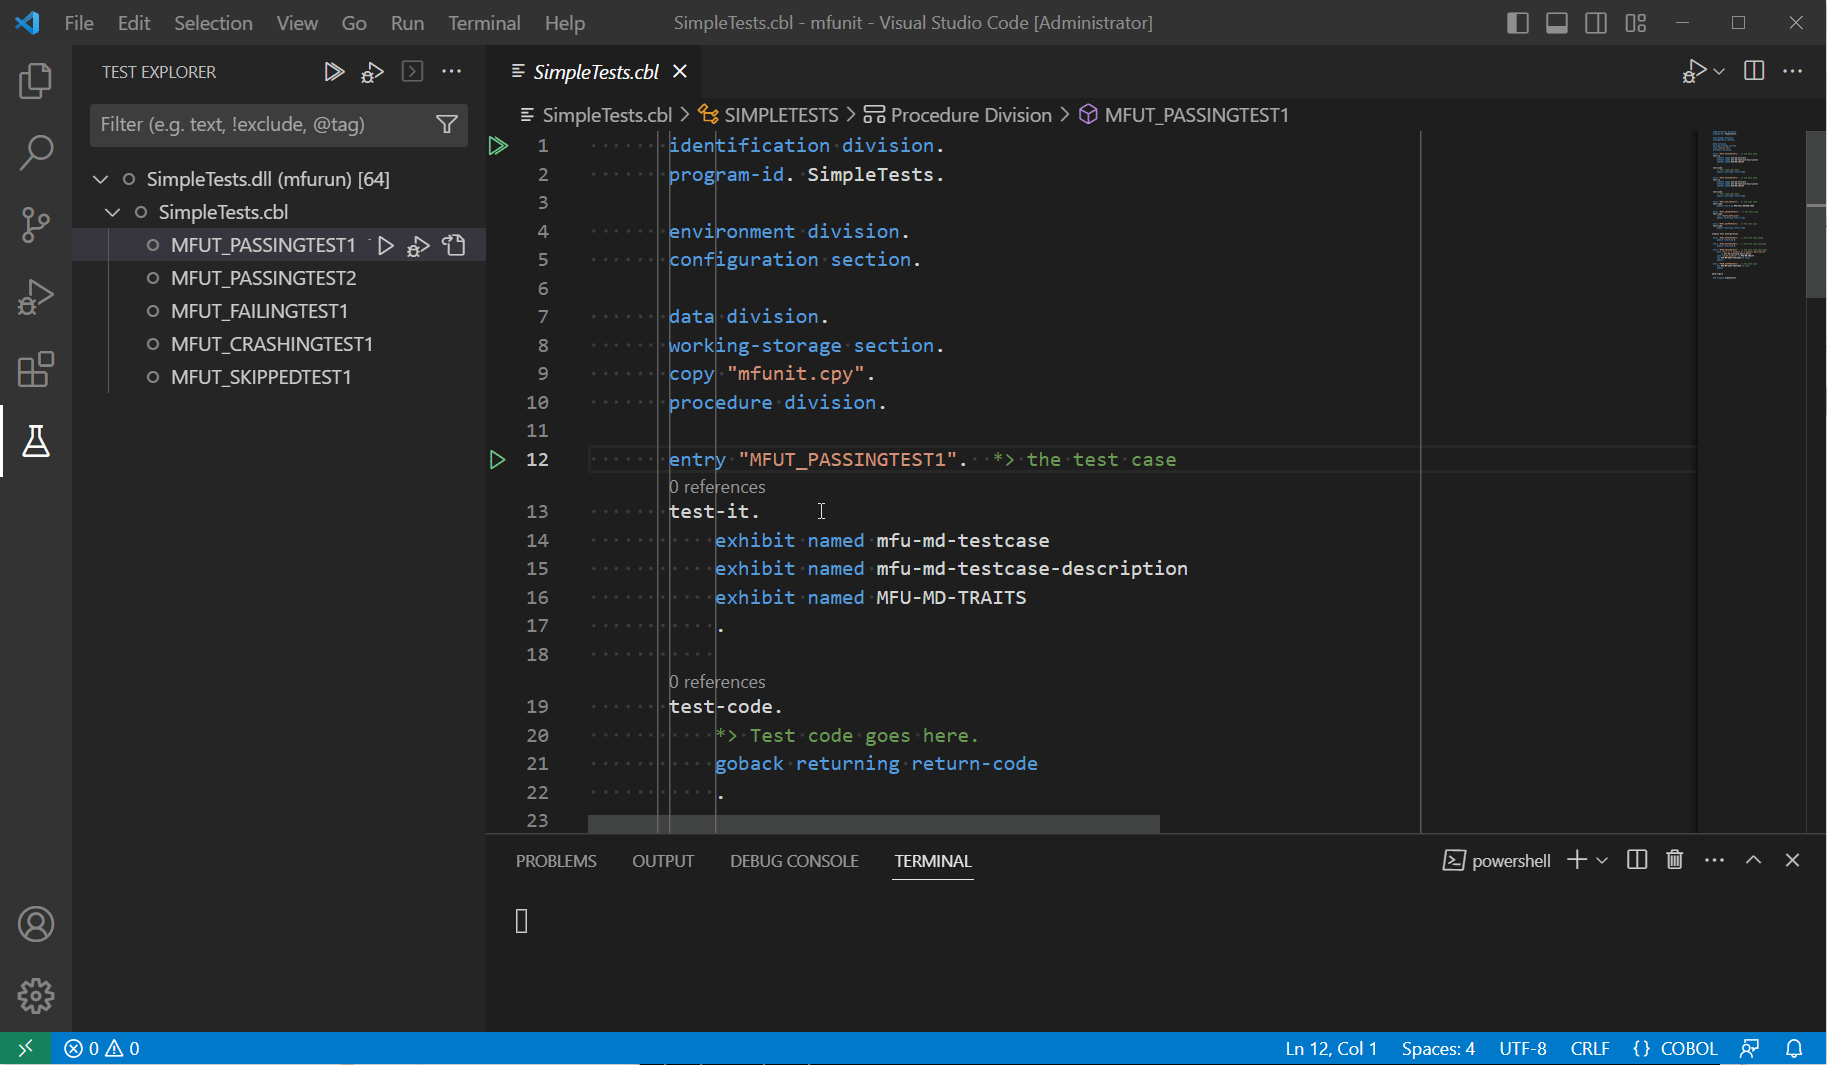 File Edit Selection View Go Run Terminal Help SimpleTests.cbl - mfunit - Visual Studio Code [Administrator]
TEST EXPLORER
Filter (e.g. text, !exclude, @tag)
SimpleTests.dll (mfurun) [64]
SimpleTests.cbl
MFUT_PASSINGTEST1
MFUT_PASSINGTEST2
MFUT_FAILINGTEST1
MFUT_CRASHINGTEST1
MFUT_SKIPPEDTEST1
SimpleTests.cbl
SimpleTests.cbl > SIMPLETESTS > Procedure Division > MFUT_PASSINGTEST1
1 identification division.
2 program-id. SimpleTests.
3
4 environment division.
5 configuration section.
6
7 data division.
8 working-storage section.
9 copy "mfunit.cpy".
10 procedure division.
11
12 entry "MFUT_PASSINGTEST1". *> the test case
0 references
13 test-it.
14 exhibit named mfu-md-testcase
15 exhibit named mfu-md-testcase-description
16 exhibit named MFU-MD-TRAITS
17 .
18
0 references
19 test-code.
20 *> Test code goes here.
21 goback returning return-code
22 .
23
PROBLEMS OUTPUT DEBUG CONSOLE TERMINAL powershell
0 0 Ln 12, Col 1 Spaces: 4 UTF-8 CRLF {} COBOL